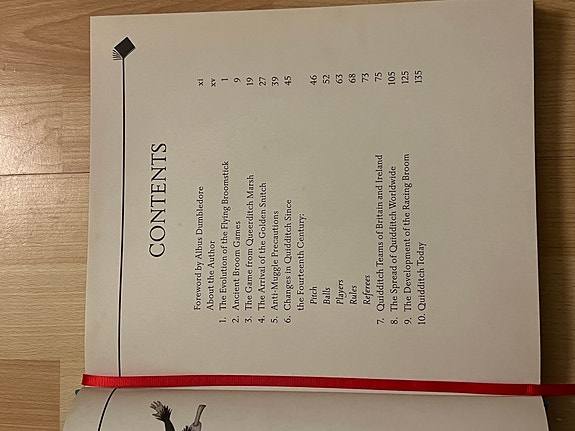 CONTENTS
Foreword by Albus Dumbledore xi
About the Author xv
1. The Evolution of the Flying Broomstick 1
2. Ancient Broom Games 9
3. The Game from Queerditch Marsh 19
4. The Arrival of the Golden Snitch 27
5. Anti-Muggle Precautions 39
6. Changes in Quidditch Since 45
the Fourteenth Century:
Pitch 46
Balls 52
Players 63
Rules 68
Referees 73
7. Quidditch Teams of Britain and Ireland 75
8. The Spread of Quidditch Worldwide 105
9. The Development of the Racing Broom 125
10. Quidditch Today 135